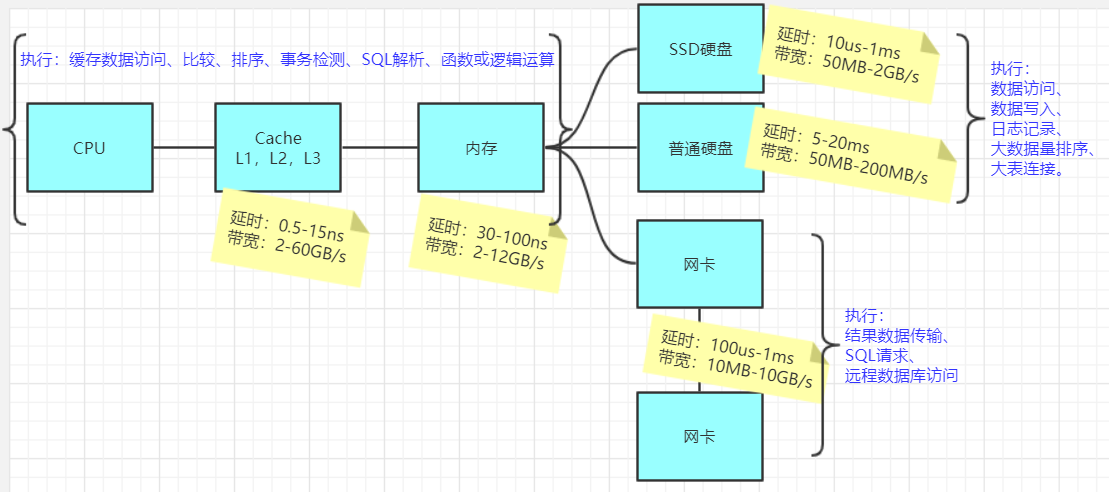 执行：缓存数据访问、比较、排序、事务检测、SQL解析、函数或逻辑运算
CPU
Cache
L1，L2，L3
内存
延时：0.5-15ns
带宽：2-60GB/s
延时：30-100ns
带宽：2-12GB/s
SSD硬盘
延时：10us-1ms
带宽：50MB-2GB/s
普通硬盘
延时：5-20ms
带宽：50MB-200MB/s
执行：
数据访问、
数据写入、
日志记录、
大数据量排序、
大表连接。
网卡
延时：100us-1ms
带宽：10MB-10GB/s
网卡
执行：
结果数据传输、
SQL请求、
远程数据库访问